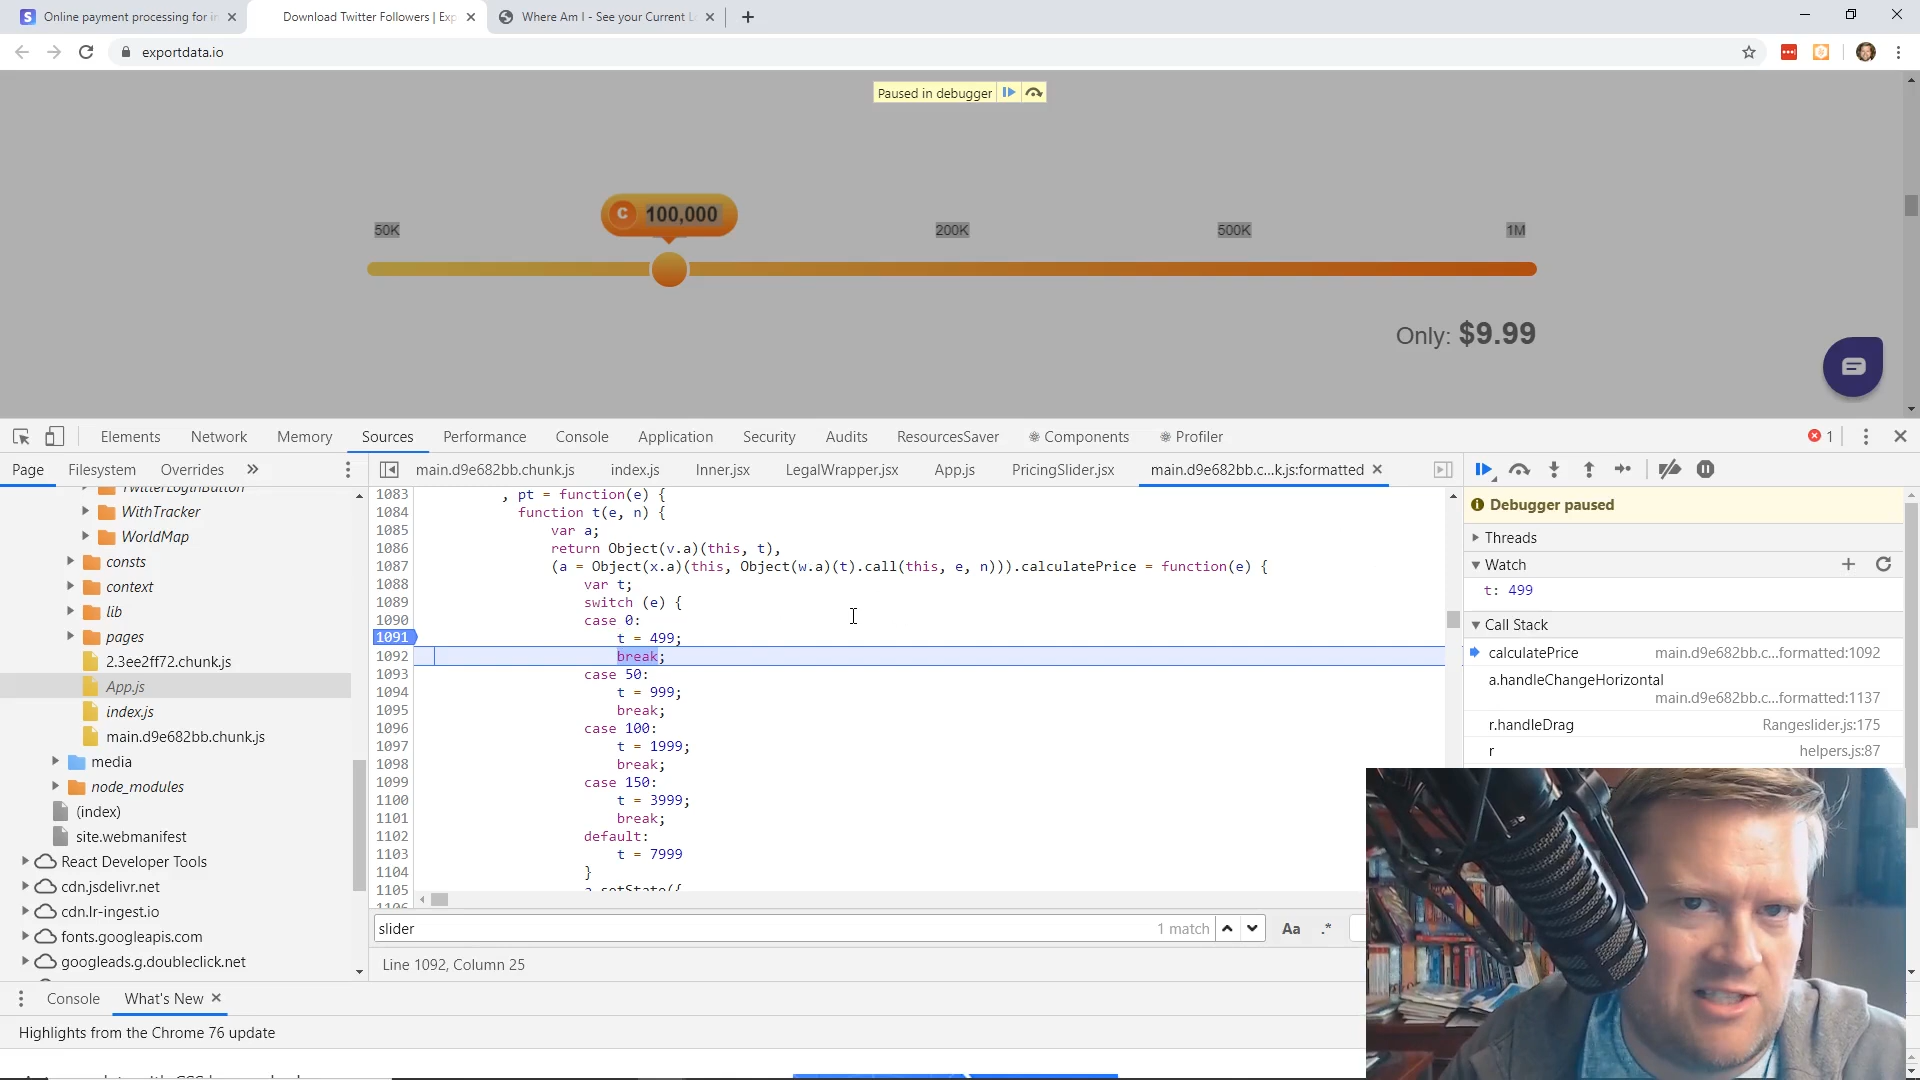 Online payment processing for in
Download Twitter Followers | Exp
Where Am I - See your Current L
exportdata.io
Paused in debugger
C 100,000
50K 200K 500K 1M
Only: $9.99
Elements Network Memory Sources Performance Console Application Security Audits ResourcesSaver Components Profiler 1
Page Filesystem Overrides »
main.d9e682bb.chunk.js index.js Inner.jsx LegalWrapper.jsx App.js PricingSlider.jsx main.d9e682bb.c...k.js:formatted
TwitterLoginButton
WithTracker
WorldMap
consts
context
lib
pages
2.3ee2ff72.chunk.js
App.js
index.js
main.d9e682bb.chunk.js
media
node_modules
(index)
site.webmanifest
React Developer Tools
cdn.jsdelivr.net
cdn.lr-ingest.io
fonts.googleapis.com
googleads.g.doubleclick.net
1083 , pt = function(e) {
1084 function t(e, n) {
1085 var a;
1086 return Object(v.a)(this, t),
1087 (a = Object(x.a)(this, Object(w.a)(t).call(this, e, n))).calculatePrice = function(e) {
1088 var t;
1089 switch (e) {
1090 case 0:
1091 t = 499;
1092 break;
1093 case 50:
1094 t = 999;
1095 break;
1096 case 100:
1097 t = 1999;
1098 break;
1099 case 150:
1100 t = 3999;
1101 break;
1102 default:
1103 t = 7999
1104 }
1105 a.setState({
1106
slider 1 match Aa .*
Line 1092, Column 25
Debugger paused
Threads
Watch
t: 499
Call Stack
calculatePrice main.d9e682bb.c...formatted:1092
a.handleChangeHorizontal
main.d9e682bb.c...formatted:1137
r.handleDrag Rangeslider.js:175
r helpers.js:87
Console What's New
Highlights from the Chrome 76 update